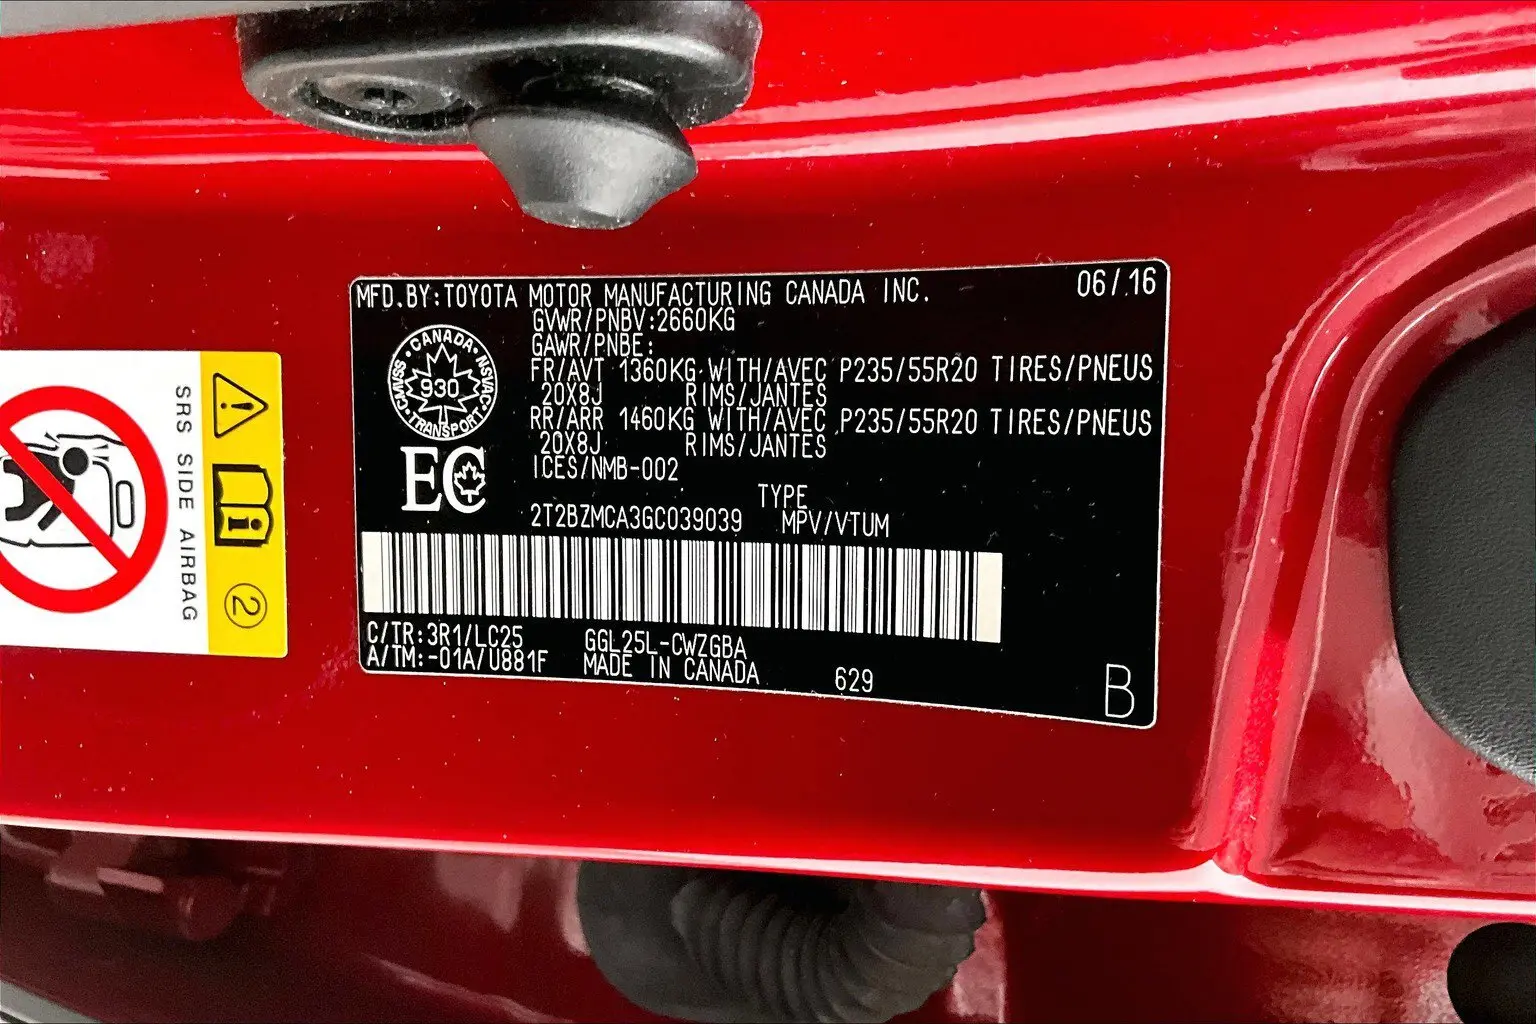 MFD.BY:TOYOTA MOTOR MANUFACTURING CANADA INC. 06/16
GVWR/PNBV:2660KG
GAWR/PNBE:
FR/AVT 1360KG WITH/AVEC P235/55R20 TIRES/PNEUS
20X8J RIMS/JANTES
RR/ARR 1460KG WITH/AVEC P235/55R20 TIRES/PNEUS
20X8J RIMS/JANTES
ICES/NMB-002
CANADA
CMVSS
NSVAC
930
TRANSPORT
EC
TYPE
2T2BZMCA3GC039039 MPV/VTUM
C/TR:3R1/LC25 GGL25L-CWZGBA
A/TM:-01A/U881F MADE IN CANADA 629
B
SRS SIDE AIRBAG
2